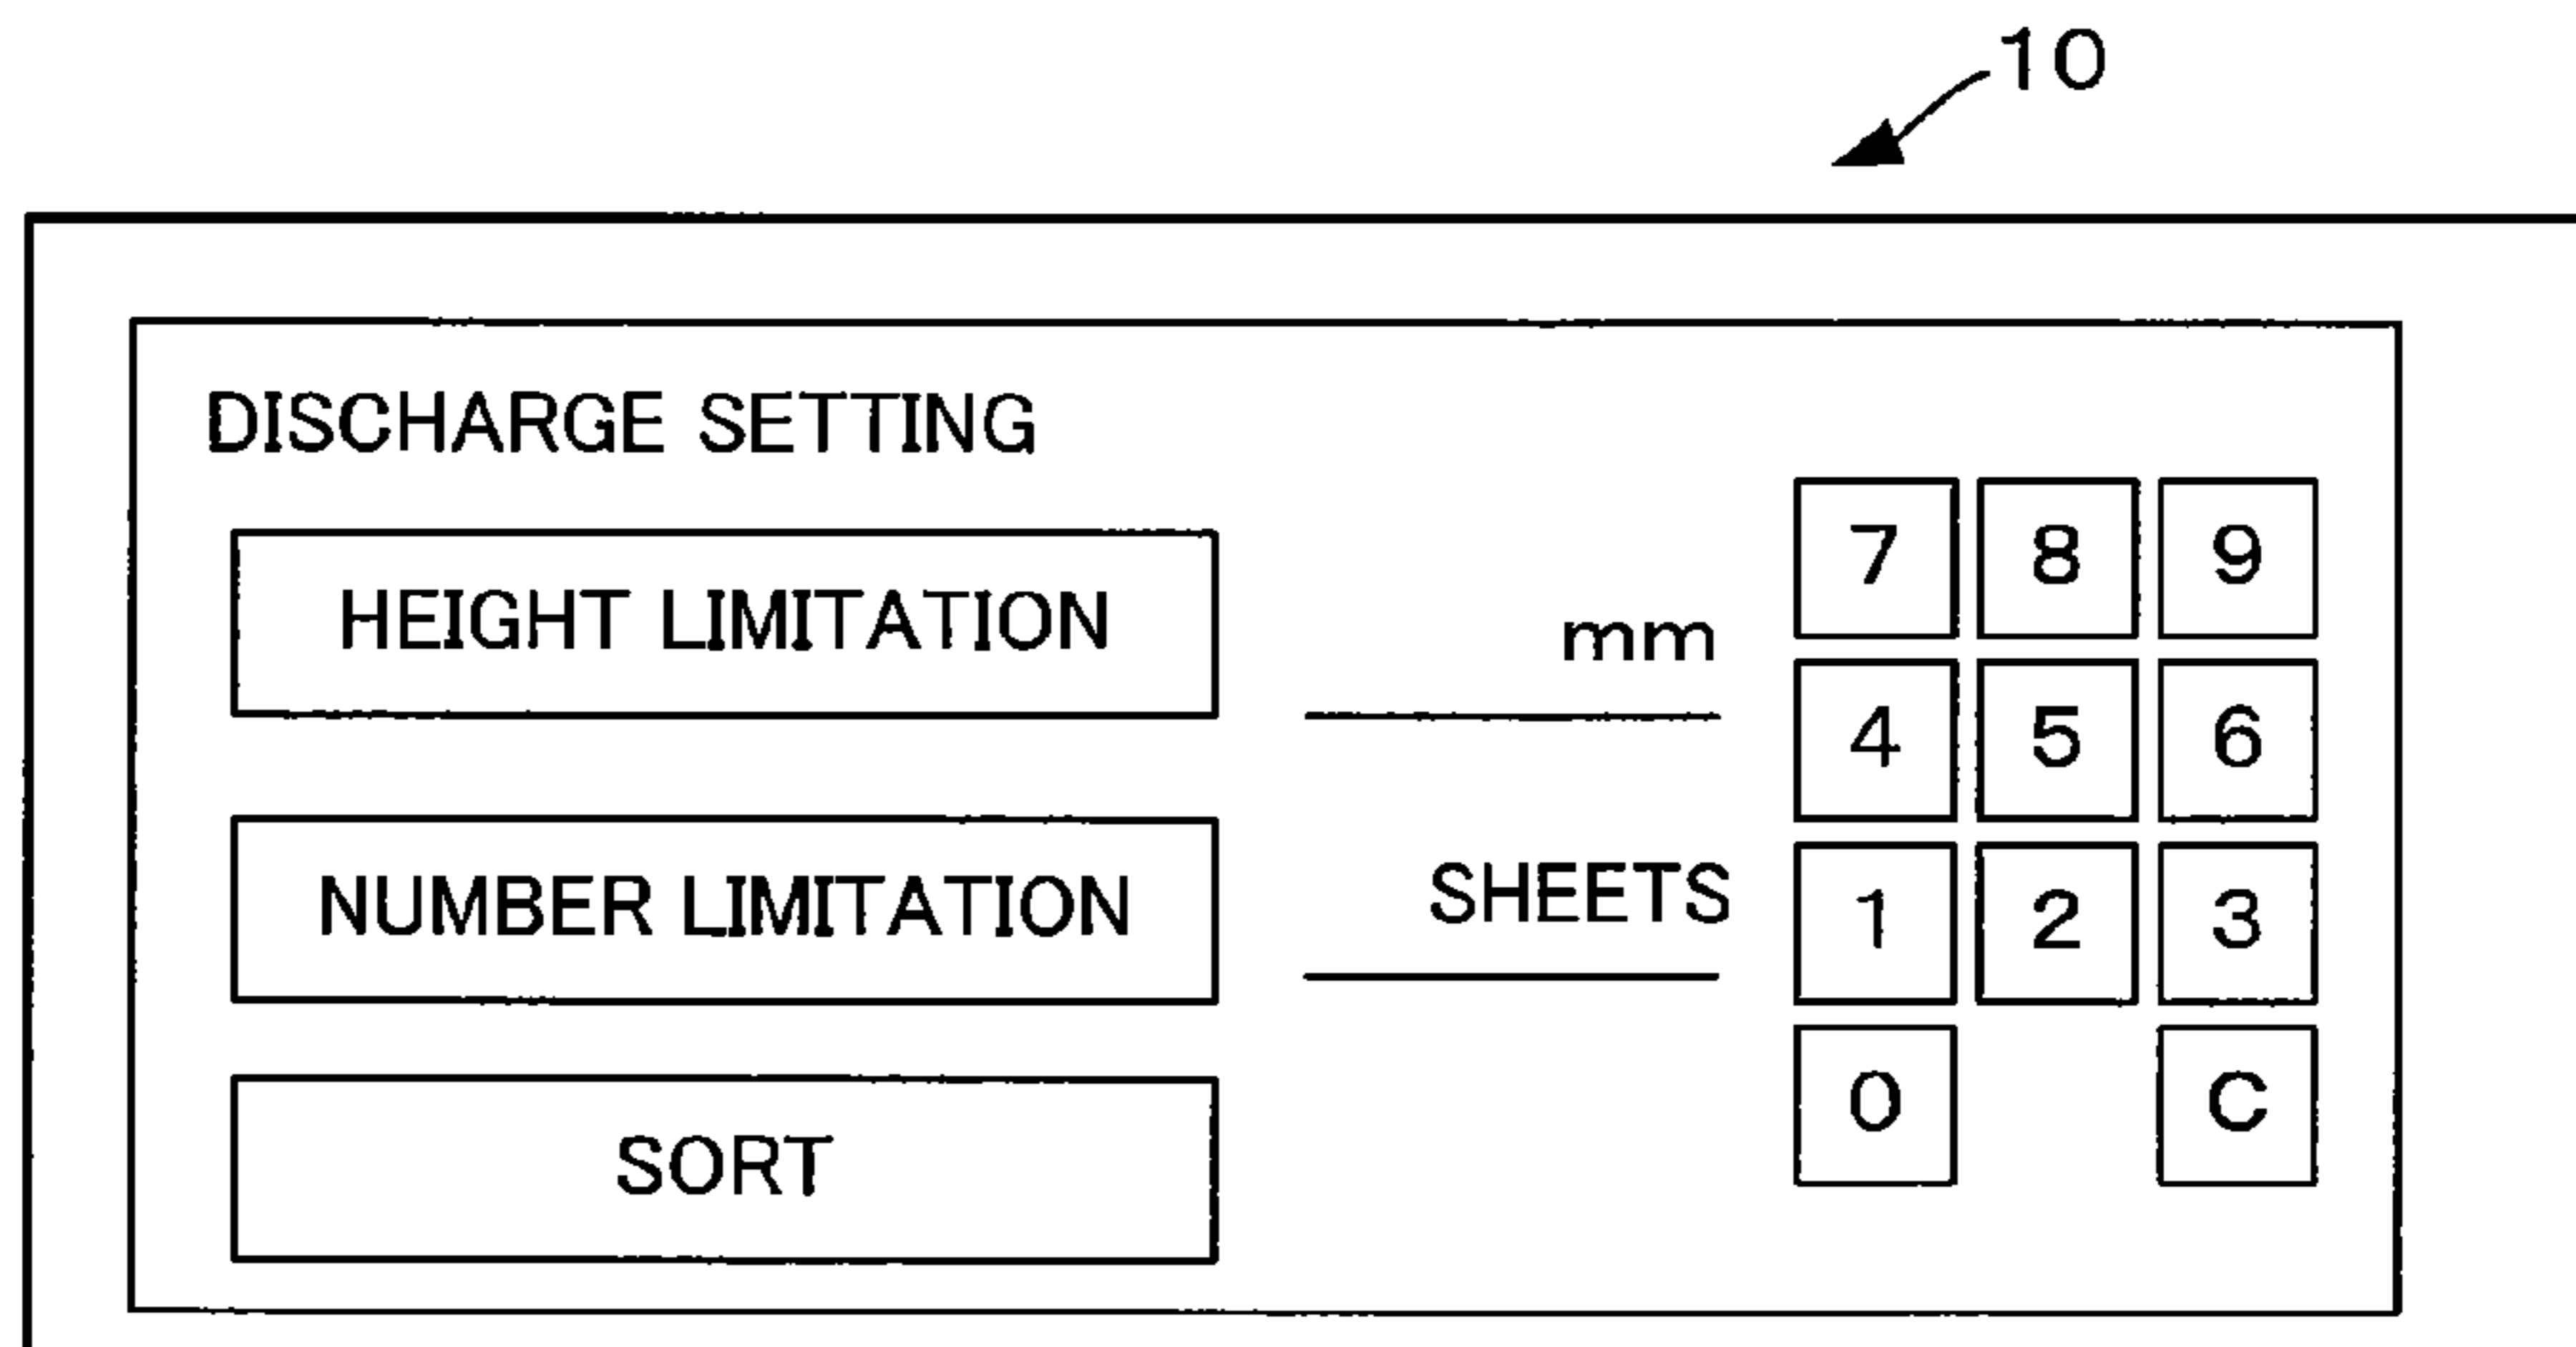 10
DISCHARGE SETTING
HEIGHT LIMITATION
mm
NUMBER LIMITATION
SHEETS
SORT
7 8 9
4 5 6
1 2 3
0 C